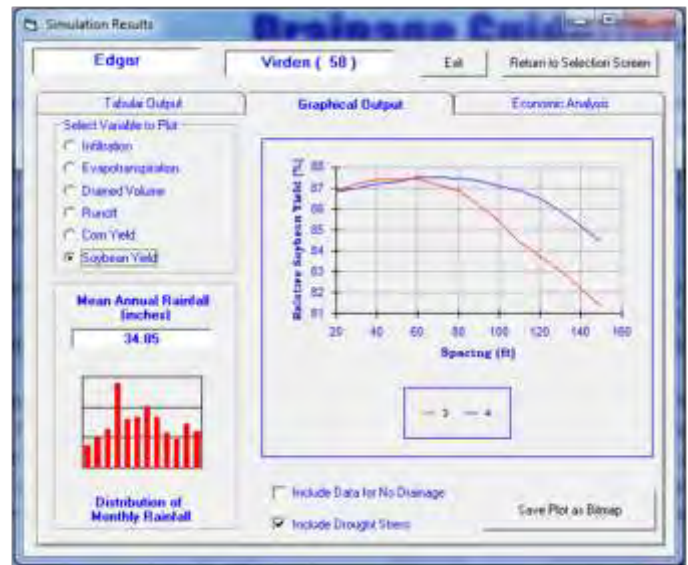 Simulation Results
Edgar
Virden ( 58 )
Exit
Return to Selection Screen
Tabular Output
Graphical Output
Economic Analysis
Select Variable to Plot
Infiltration
Evapotranspiration
Drained Volume
Runoff
Corn Yield
Soybean Yield
Mean Annual Rainfall
(inches)
34.85
Distribution of
Monthly Rainfall
Relative Soybean Yield [%]
88
87
86
85
84
83
82
81
20 40 60 80 100 120 140 160
Spacing (ft)
3 4
Include Data for No Drainage
Include Drought Stress
Save Plot as Bitmap